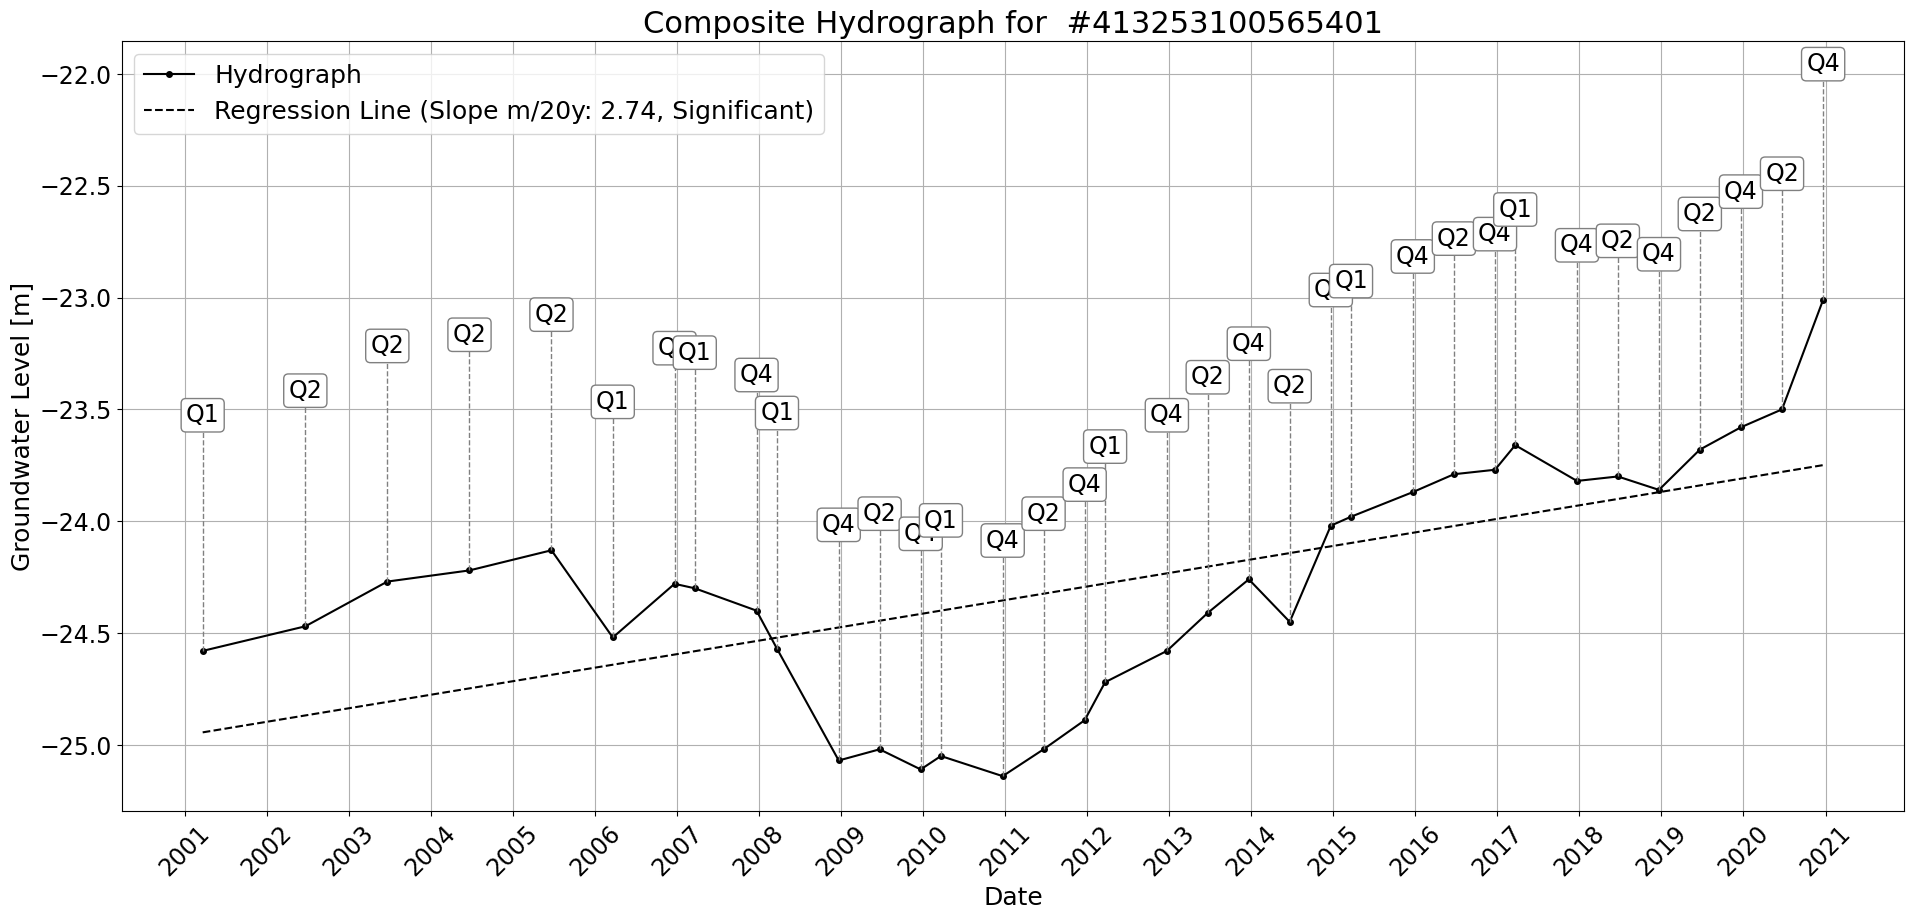 Composite Hydrograph for #413253100565401
Hydrograph
Regression Line (Slope m/20y: 2.74, Significant)
Groundwater Level [m]
−22.0
−22.5
−23.0
−23.5
−24.0
−24.5
−25.0
Q1
Q2
Q2
Q2
Q2
Q1
Q1
Q4
Q1
Q4
Q2
Q1
Q4
Q2
Q4
Q1
Q4
Q2
Q4
Q2
Q1
Q4
Q2
Q4
Q1
Q4
Q2
Q4
Q2
Q4
Q2
Q4
2001
2002
2003
2004
2005
2006
2007
2008
2009
2010
2011
2012
2013
2014
2015
2016
2017
2018
2019
2020
2021
Date